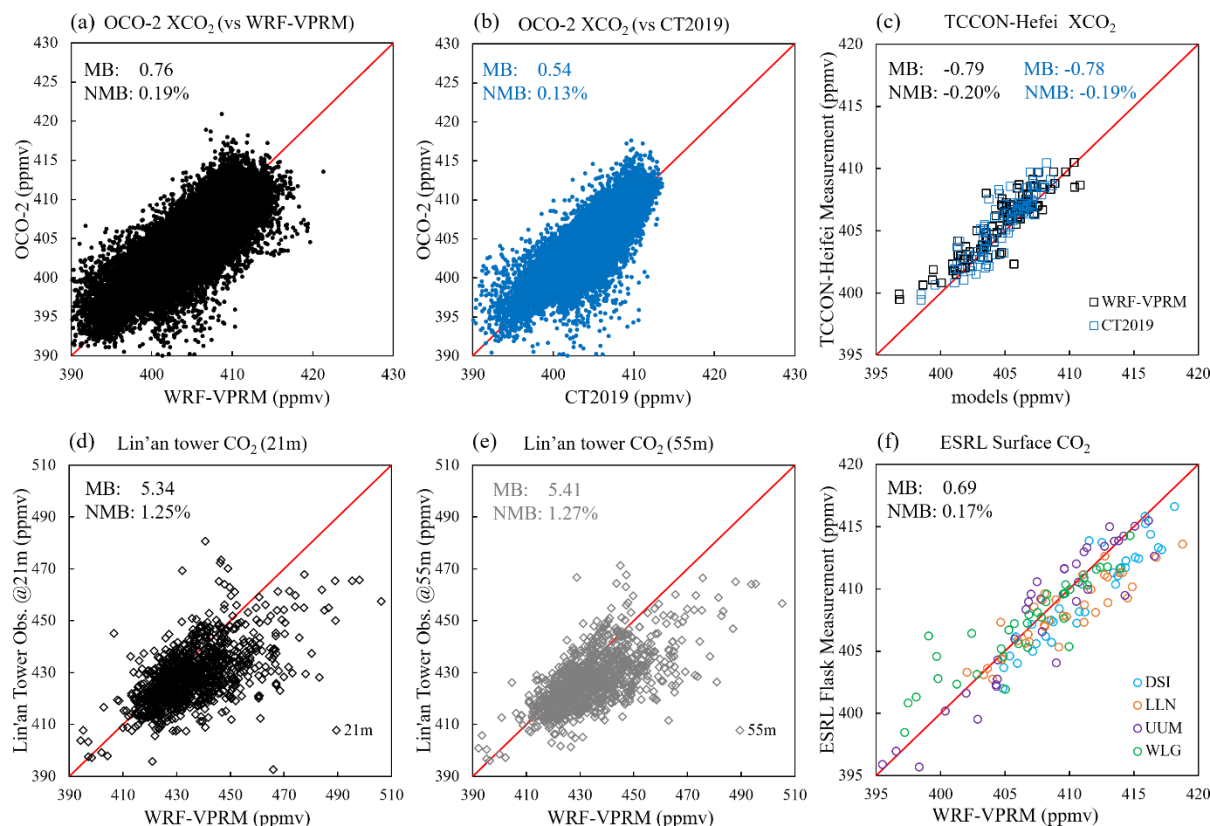 (a) OCO-2 XCO₂ (vs WRF-VPRM)
430
425
420
415
410
405
400
395
390
OCO-2 (ppmv)
MB: 0.76
NMB: 0.19%
390 400 410 420 430
WRF-VPRM (ppmv)
(b) OCO-2 XCO₂ (vs CT2019)
430
425
420
415
410
405
400
395
390
OCO-2 (ppmv)
MB: 0.54
NMB: 0.13%
390 400 410 420 430
CT2019 (ppmv)
(c) TCCON-Hefei XCO₂
420
415
410
405
400
395
TCCON-Heifei Measurement (ppmv)
MB: -0.79 MB: -0.78
NMB: -0.20% NMB: -0.19%
WRF-VPRM
CT2019
395 400 405 410 415 420
models (ppmv)
(d) Lin'an tower CO₂ (21m)
510
490
470
450
430
410
390
Lin'an Tower Obs. @21m (ppmv)
MB: 5.34
NMB: 1.25%
21m
390 410 430 450 470 490 510
WRF-VPRM (ppmv)
(e) Lin'an tower CO₂ (55m)
510
490
470
450
430
410
390
Lin'an Tower Obs. @55m (ppmv)
MB: 5.41
NMB: 1.27%
55m
390 410 430 450 470 490 510
WRF-VPRM (ppmv)
(f) ESRL Surface CO₂
420
415
410
405
400
395
ESRL Flask Measurement (ppmv)
MB: 0.69
NMB: 0.17%
DSI
LLN
UUM
WLG
395 400 405 410 415 420
WRF-VPRM (ppmv)